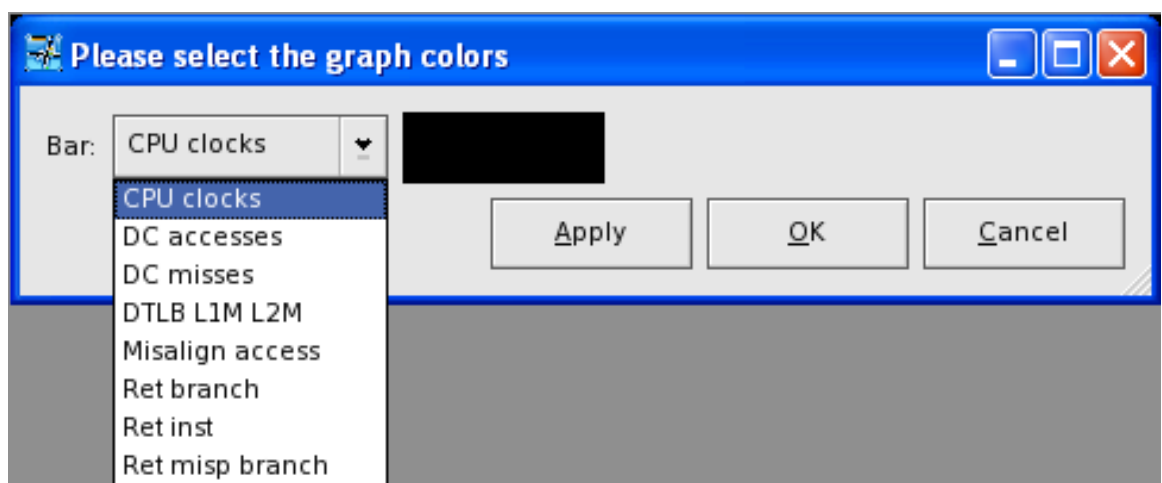 Please select the graph colors
Bar: CPU clocks
CPU clocks
DC accesses
DC misses
DTLB L1M L2M
Misalign access
Ret branch
Ret inst
Ret misp branch
Apply OK Cancel